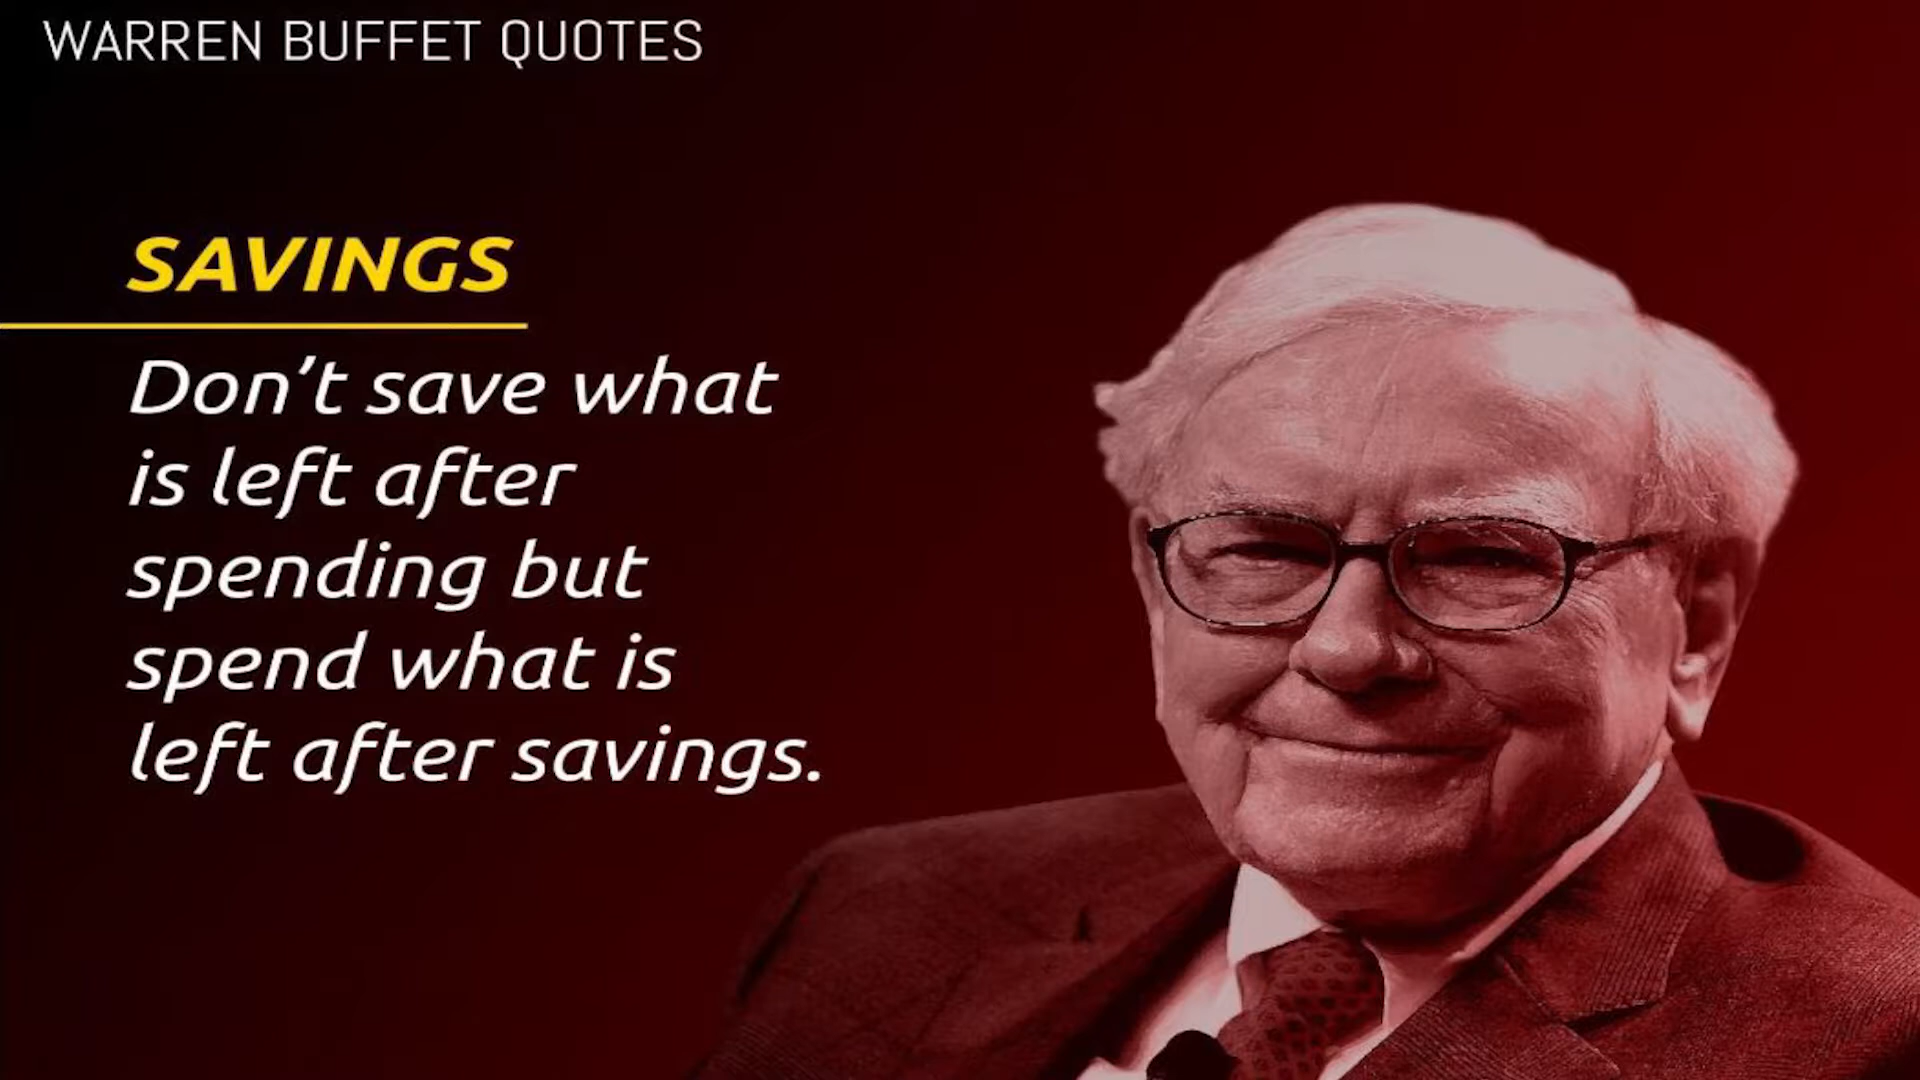 WARREN BUFFET QUOTES
SAVINGS
Don’t save what
is left after
spending but
spend what is
left after savings.